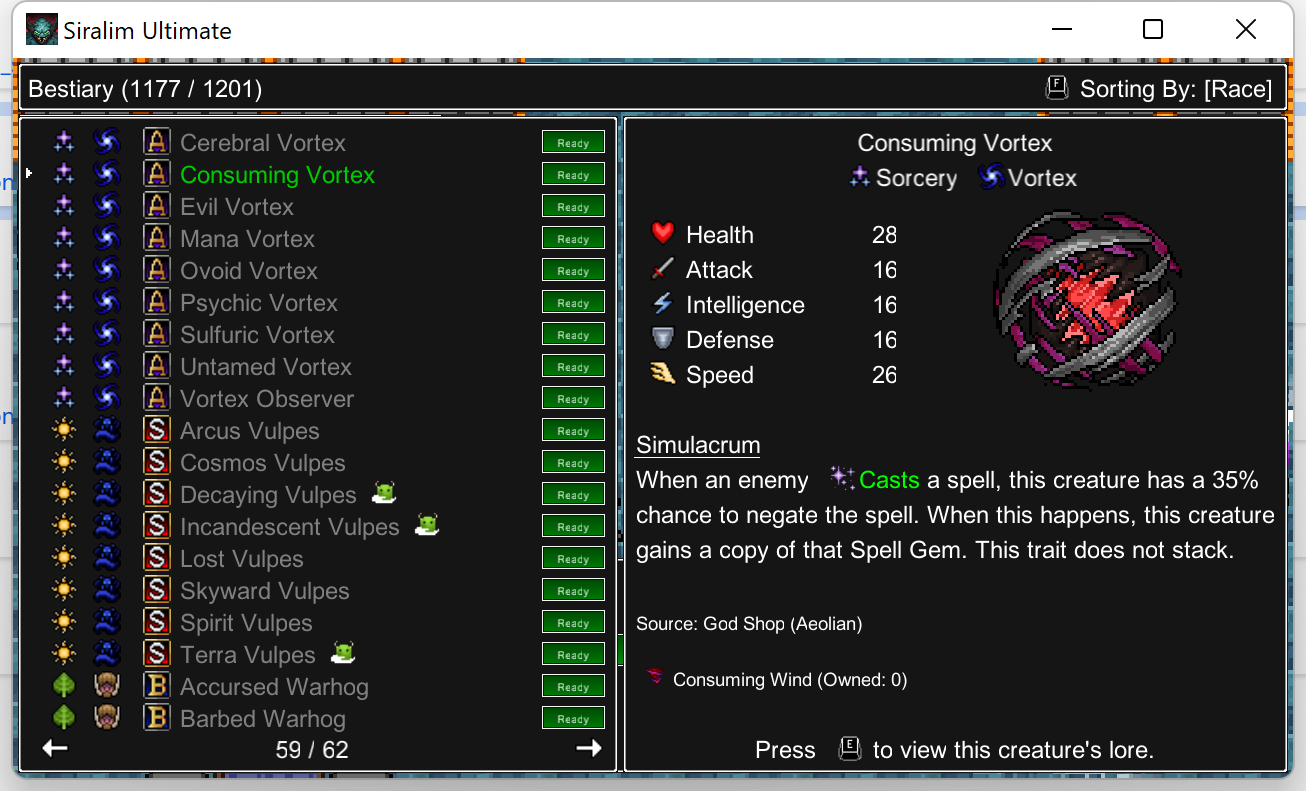 Siralim Ultimate
Bestiary (1177 / 1201)
F Sorting By: [Race]
A Cerebral Vortex Ready
A Consuming Vortex Ready
A Evil Vortex Ready
A Mana Vortex Ready
A Ovoid Vortex Ready
A Psychic Vortex Ready
A Sulfuric Vortex Ready
A Untamed Vortex Ready
A Vortex Observer Ready
S Arcus Vulpes Ready
S Cosmos Vulpes Ready
S Decaying Vulpes Ready
S Incandescent Vulpes Ready
S Lost Vulpes Ready
S Skyward Vulpes Ready
S Spirit Vulpes Ready
S Terra Vulpes Ready
B Accursed Warhog Ready
B Barbed Warhog Ready
59 / 62
Consuming Vortex
Sorcery Vortex
Health 28
Attack 16
Intelligence 16
Defense 16
Speed 26
Simulacrum
When an enemy Casts a spell, this creature has a 35%
chance to negate the spell. When this happens, this creature
gains a copy of that Spell Gem. This trait does not stack.
Source: God Shop (Aeolian)
Consuming Wind (Owned: 0)
Press E to view this creature's lore.